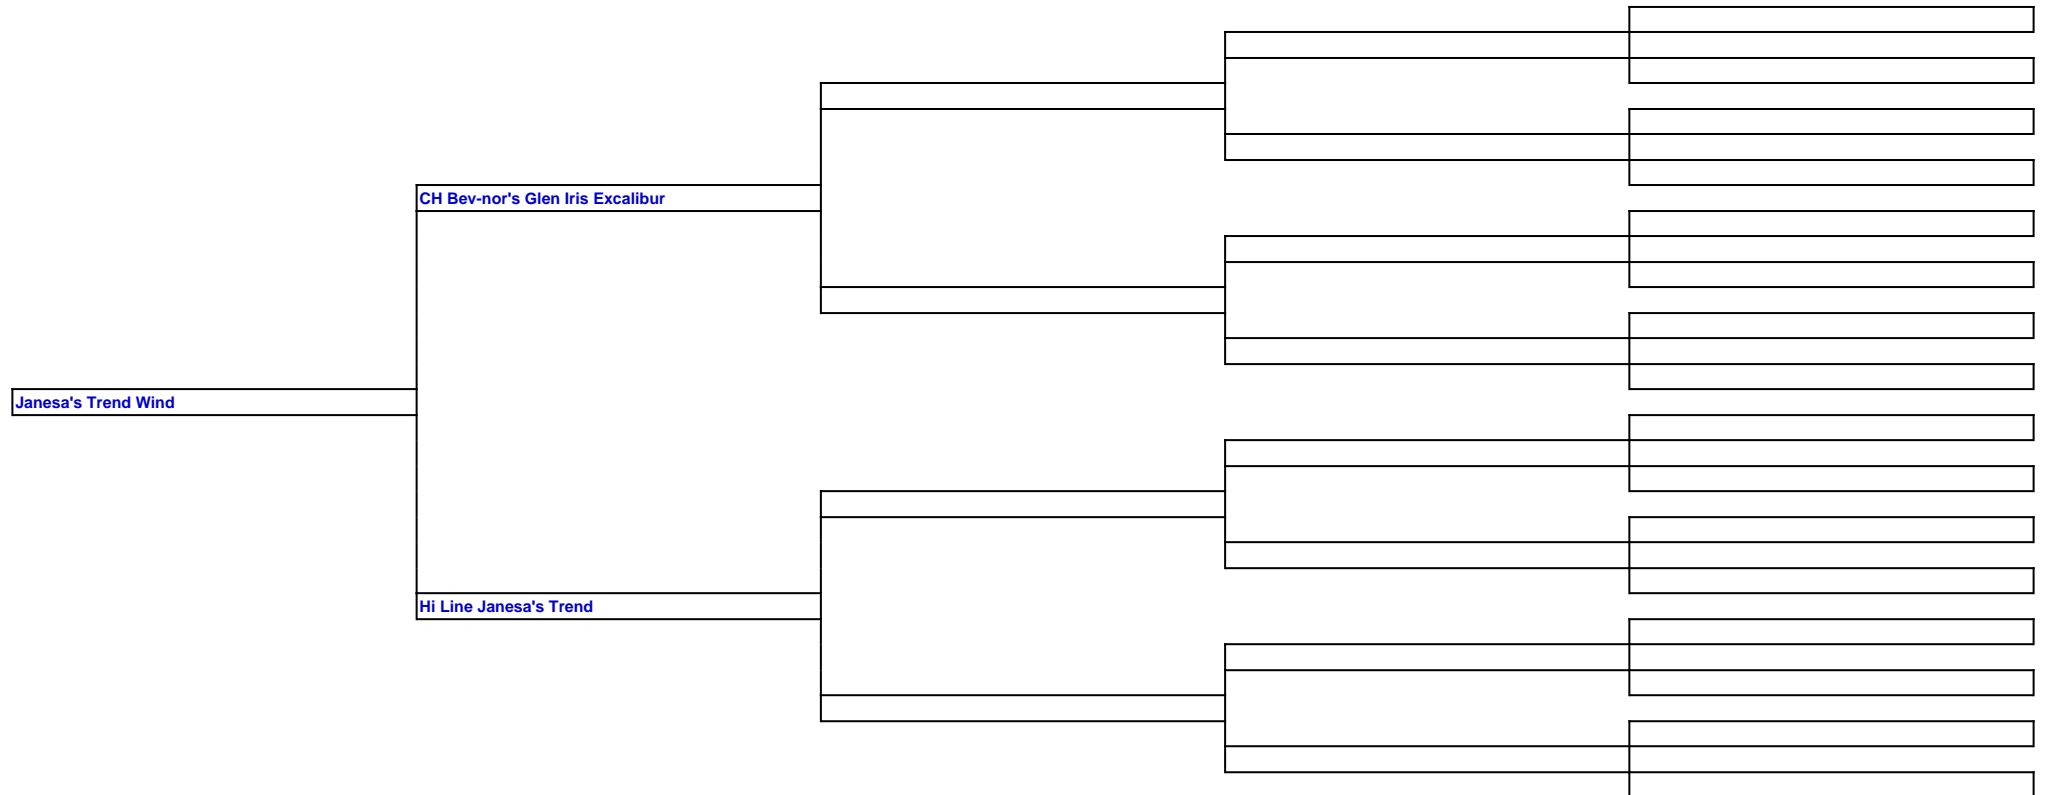 CH Bev-nor's Glen Iris Excalibur
Janesa's Trend Wind
Hi Line Janesa's Trend